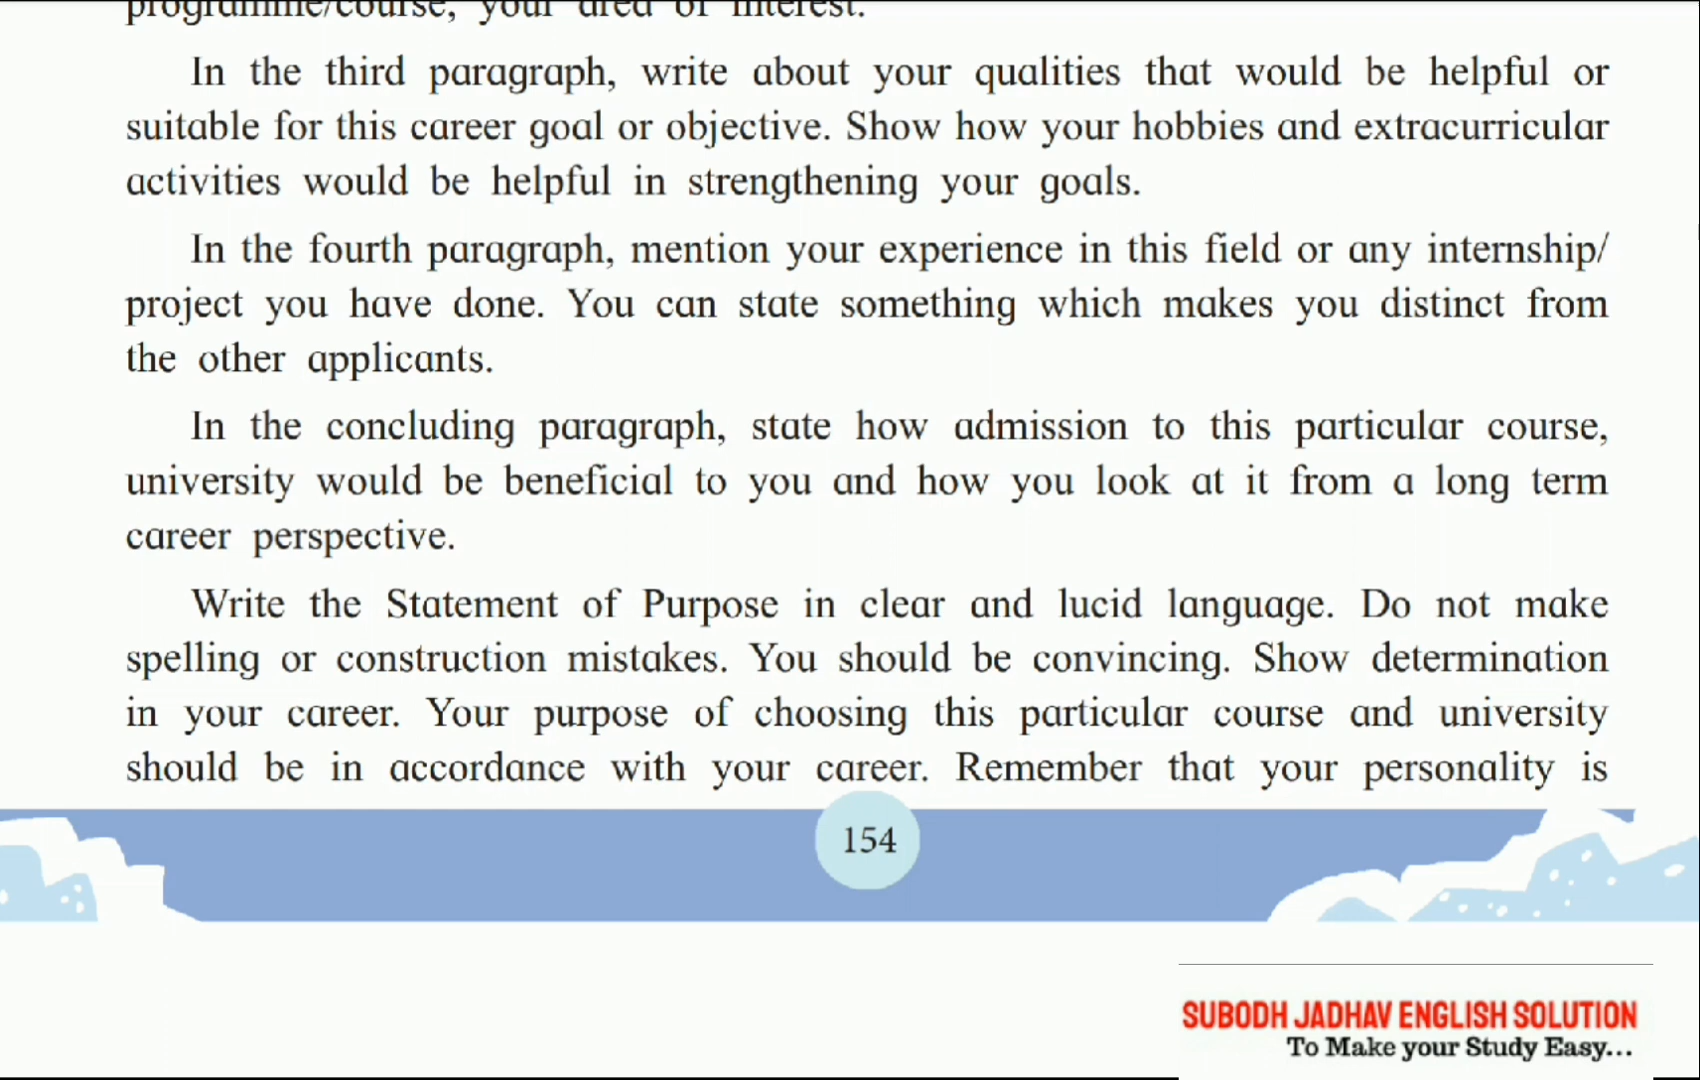 programme/course, your area of interest.
In the third paragraph, write about your qualities that would be helpful or
suitable for this career goal or objective. Show how your hobbies and extracurricular
activities would be helpful in strengthening your goals.
In the fourth paragraph, mention your experience in this field or any internship/
project you have done. You can state something which makes you distinct from
the other applicants.
In the concluding paragraph, state how admission to this particular course,
university would be beneficial to you and how you look at it from a long term
career perspective.
Write the Statement of Purpose in clear and lucid language. Do not make
spelling or construction mistakes. You should be convincing. Show determination
in your career. Your purpose of choosing this particular course and university
should be in accordance with your career. Remember that your personality is
154
SUBODH JADHAV ENGLISH SOLUTION
To Make your Study Easy...